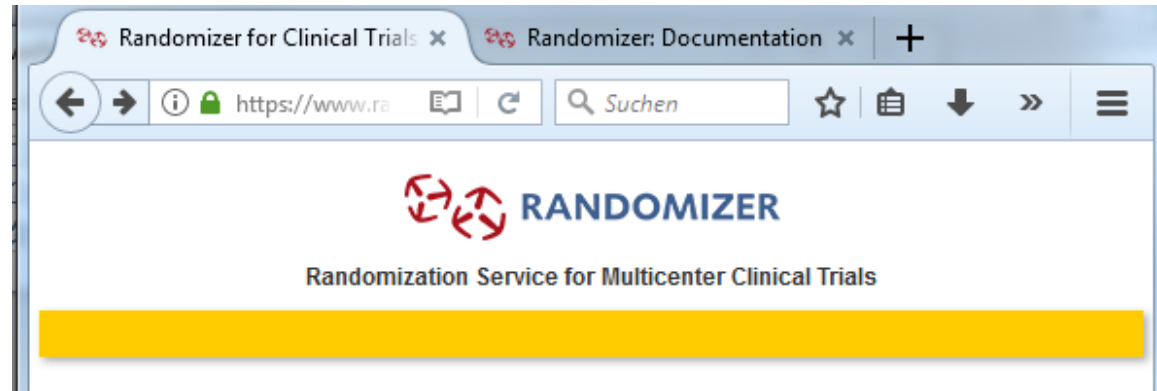 Randomizer for Clinical Trials
Randomizer: Documentation
https://www.ra
Suchen
RANDOMIZER
Randomization Service for Multicenter Clinical Trials